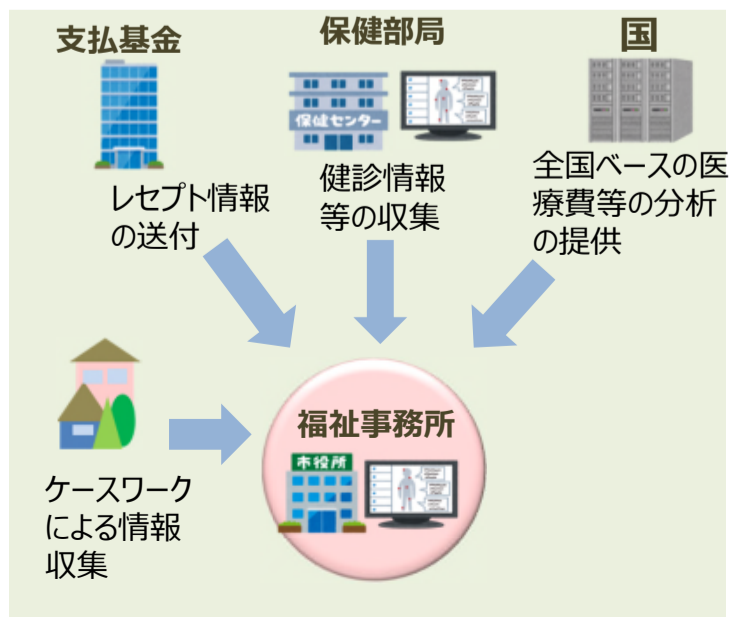 支払基金
保健部局
国
保健センター
レセプト情報
の送付
健診情報
等の収集
全国ベースの医
療費等の分析
の提供
ケースワーク
による情報
収集
福祉事務所
市役所